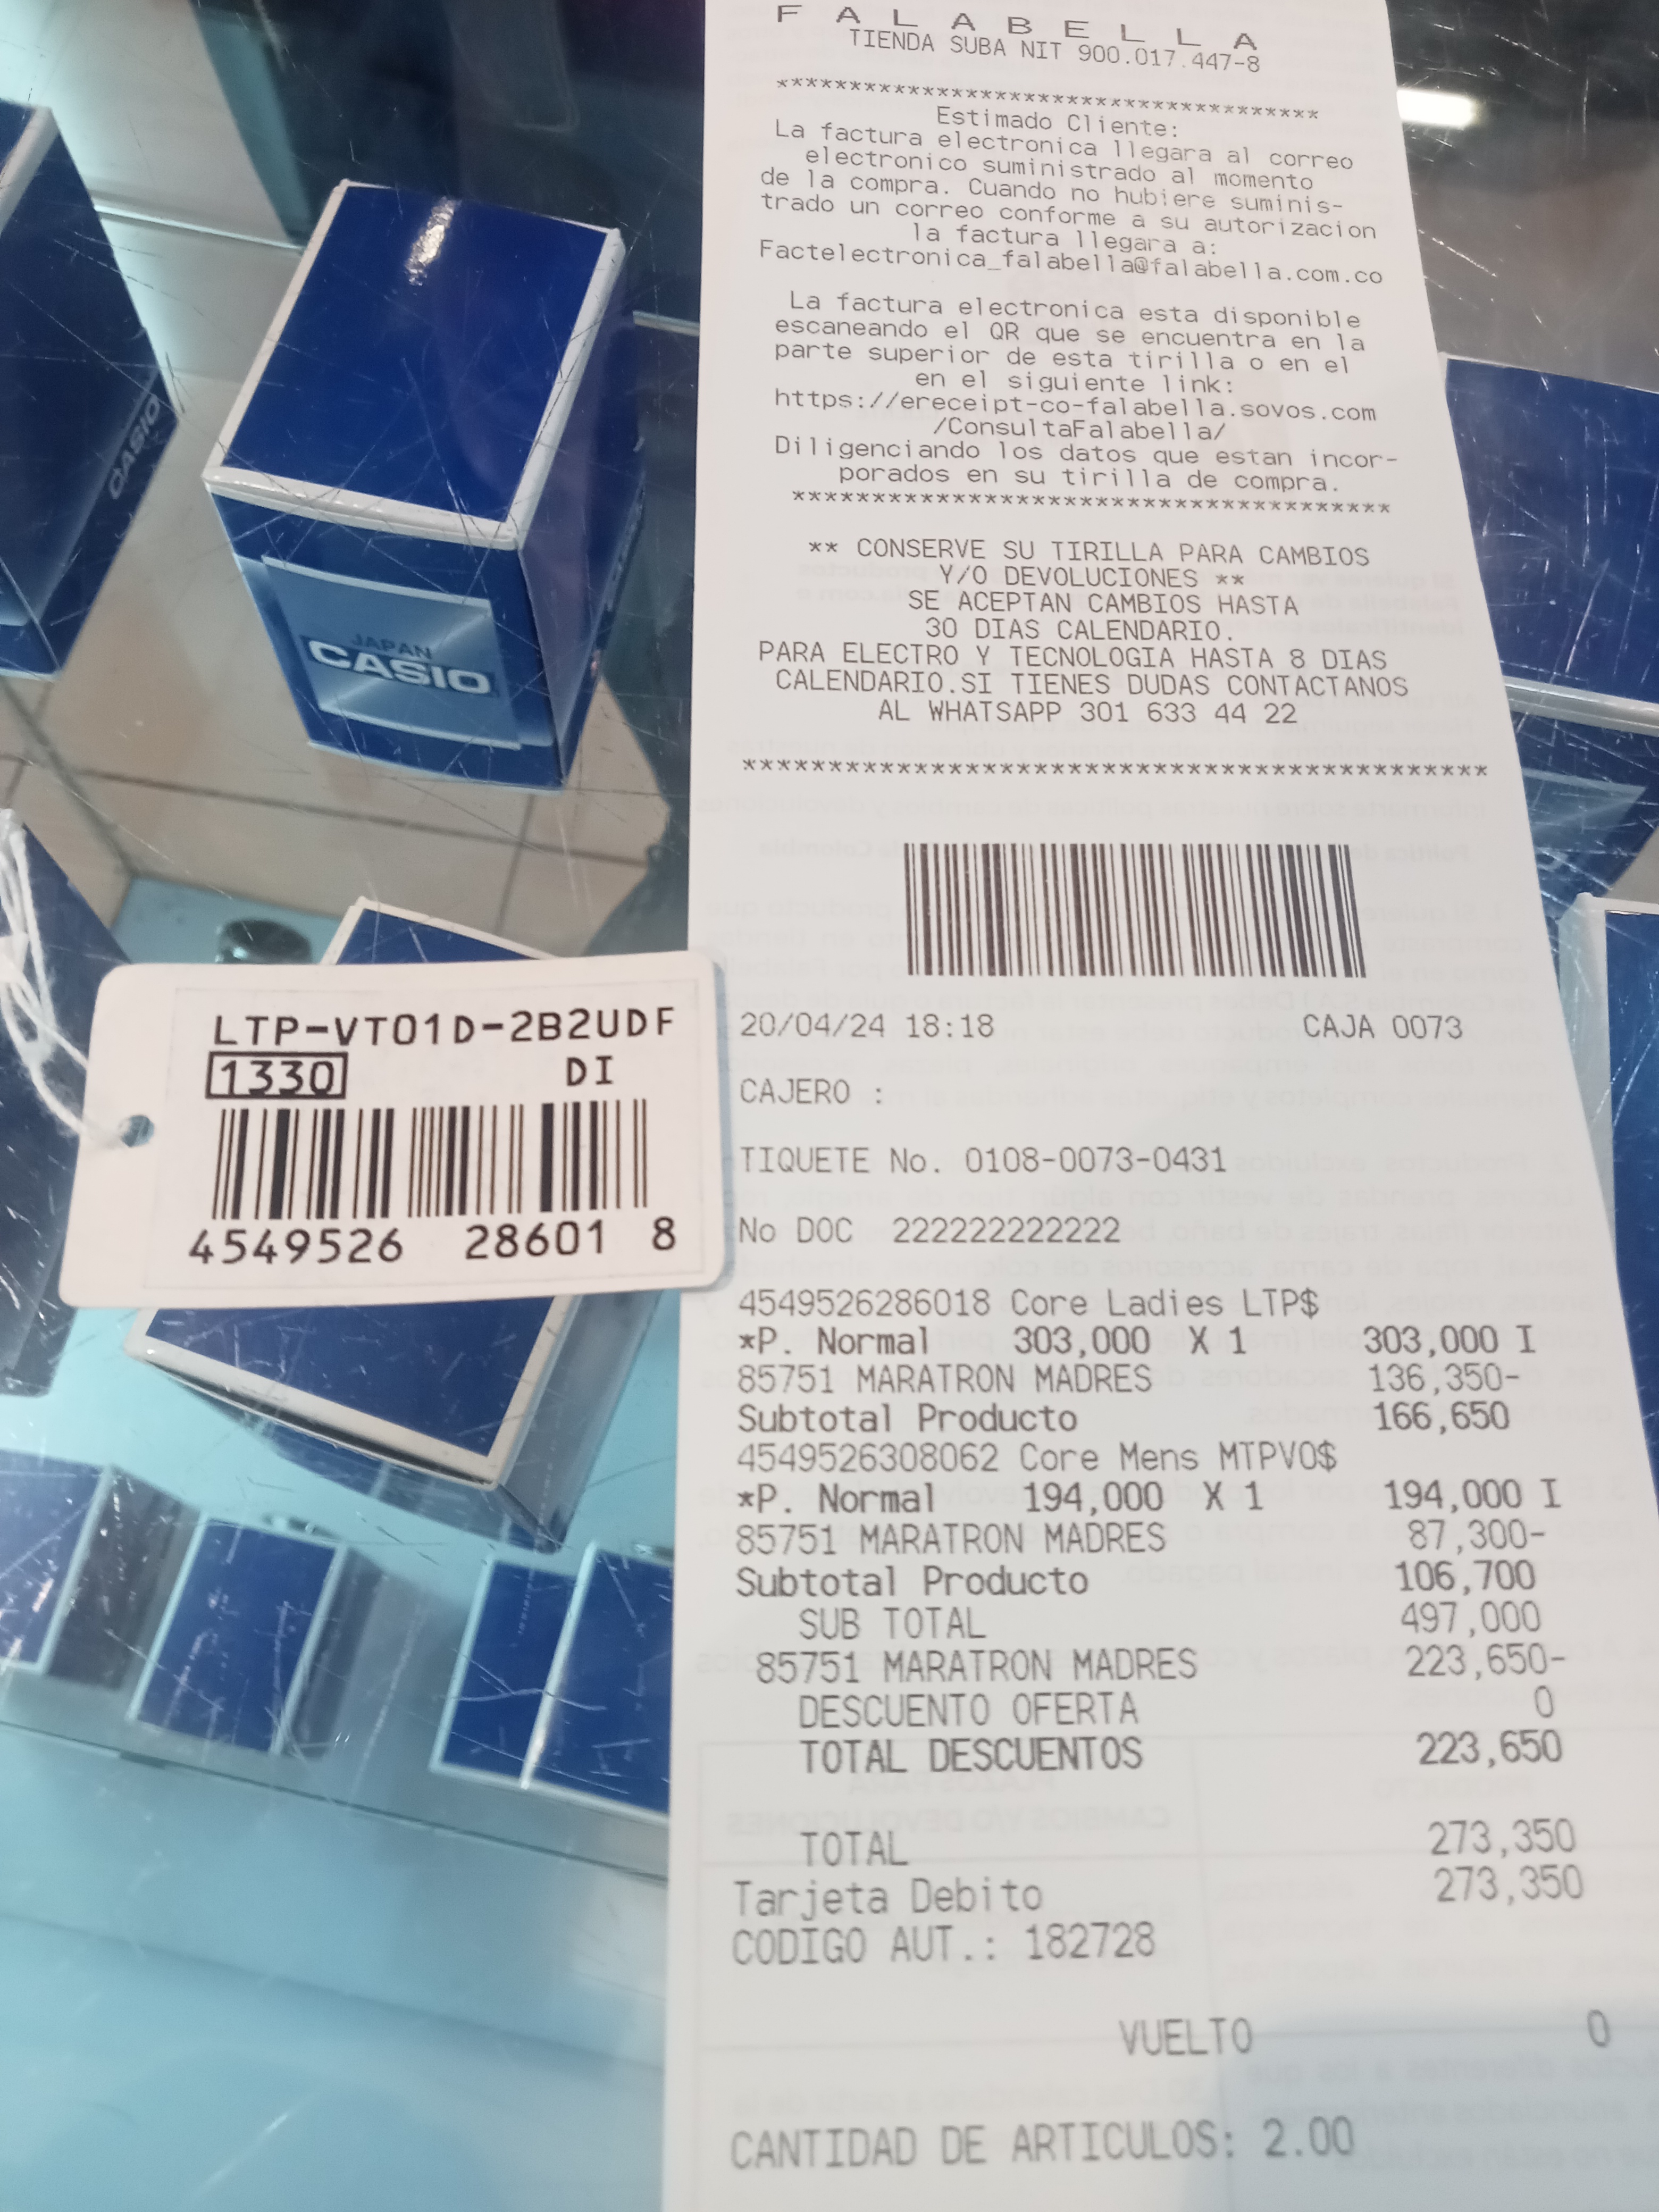 F A L A B E L L A
TIENDA SUBA NIT 900.017.447-8
*************************************
Estimado Cliente:
La factura electronica llegara al correo
electronico suministrado al momento
de la compra. Cuando no hubiere suminis-
trado un correo conforme a su autorizacion
la factura llegara a:
Factelectronica_falabella@falabella.com.co
La factura electronica esta disponible
escaneando el QR que se encuentra en la
parte superior de esta tirilla o en el
en el siguiente link:
https://ereceipt-co-falabella.sovos.com
/ConsultaFalabella/
Diligenciando los datos que estan incor-
porados en su tirilla de compra.
*************************************
** CONSERVE SU TIRILLA PARA CAMBIOS
Y/O DEVOLUCIONES **
SE ACEPTAN CAMBIOS HASTA
30 DIAS CALENDARIO.
PARA ELECTRO Y TECNOLOGIA HASTA 8 DIAS
CALENDARIO.SI TIENES DUDAS CONTACTANOS
AL WHATSAPP 301 633 44 22
********************************************
20/04/24 18:18 CAJA 0073
CAJERO :
TIQUETE No. 0108-0073-0431
No DOC 222222222222
4549526286018 Core Ladies LTP$
*P. Normal 303,000 X 1 303,000 I
85751 MARATRON MADRES 136,350-
Subtotal Producto 166,650
4549526308062 Core Mens MTPV0$
*P. Normal 194,000 X 1 194,000 I
85751 MARATRON MADRES 87,300-
Subtotal Producto 106,700
SUB TOTAL 497,000
85751 MARATRON MADRES 223,650-
DESCUENTO OFERTA 0
TOTAL DESCUENTOS 223,650
TOTAL 273,350
Tarjeta Debito 273,350
CODIGO AUT.: 182728
VUELTO 0
CANTIDAD DE ARTICULOS: 2.00
LTP-VT01D-2B2UDF
1330 DI
4549526 28601 8
JAPAN
CASIO
CASIO